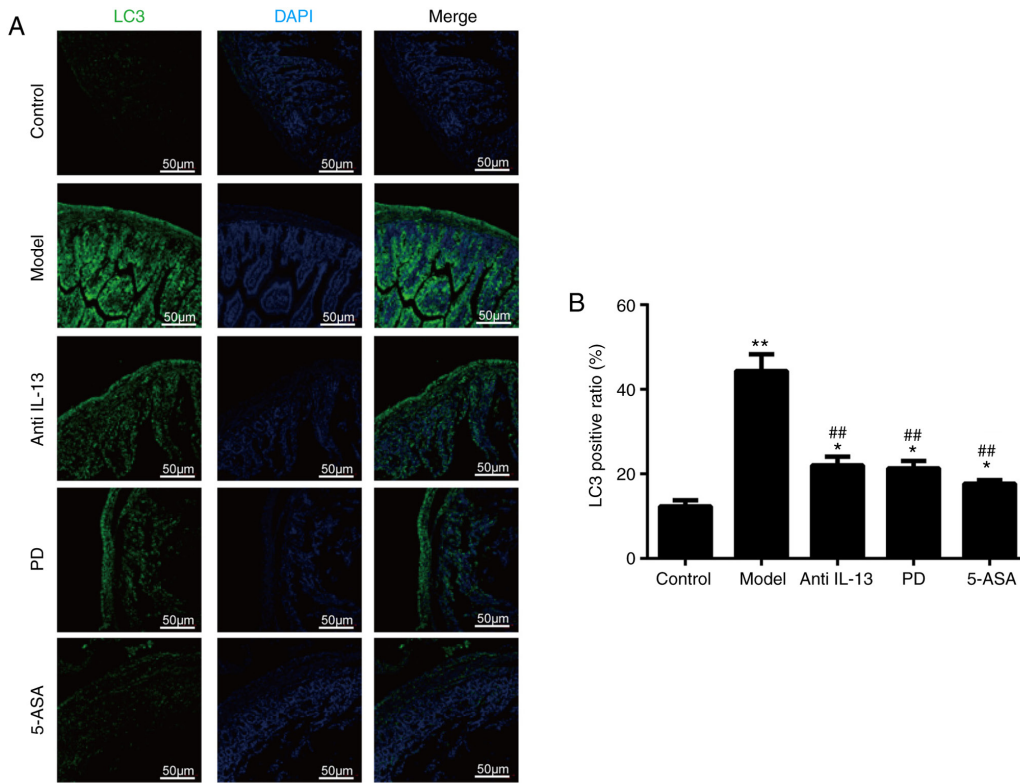 A
LC3 DAPI Merge
Control
50µm 50µm 50µm
Model
50µm 50µm 50µm
Anti IL-13
50µm 50µm 50µm
PD
50µm 50µm 50µm
5-ASA
50µm 50µm 50µm
B
LC3 positive ratio (%)
60
40
20
0
**
##
*
##
*
##
*
Control Model Anti IL-13 PD 5-ASA